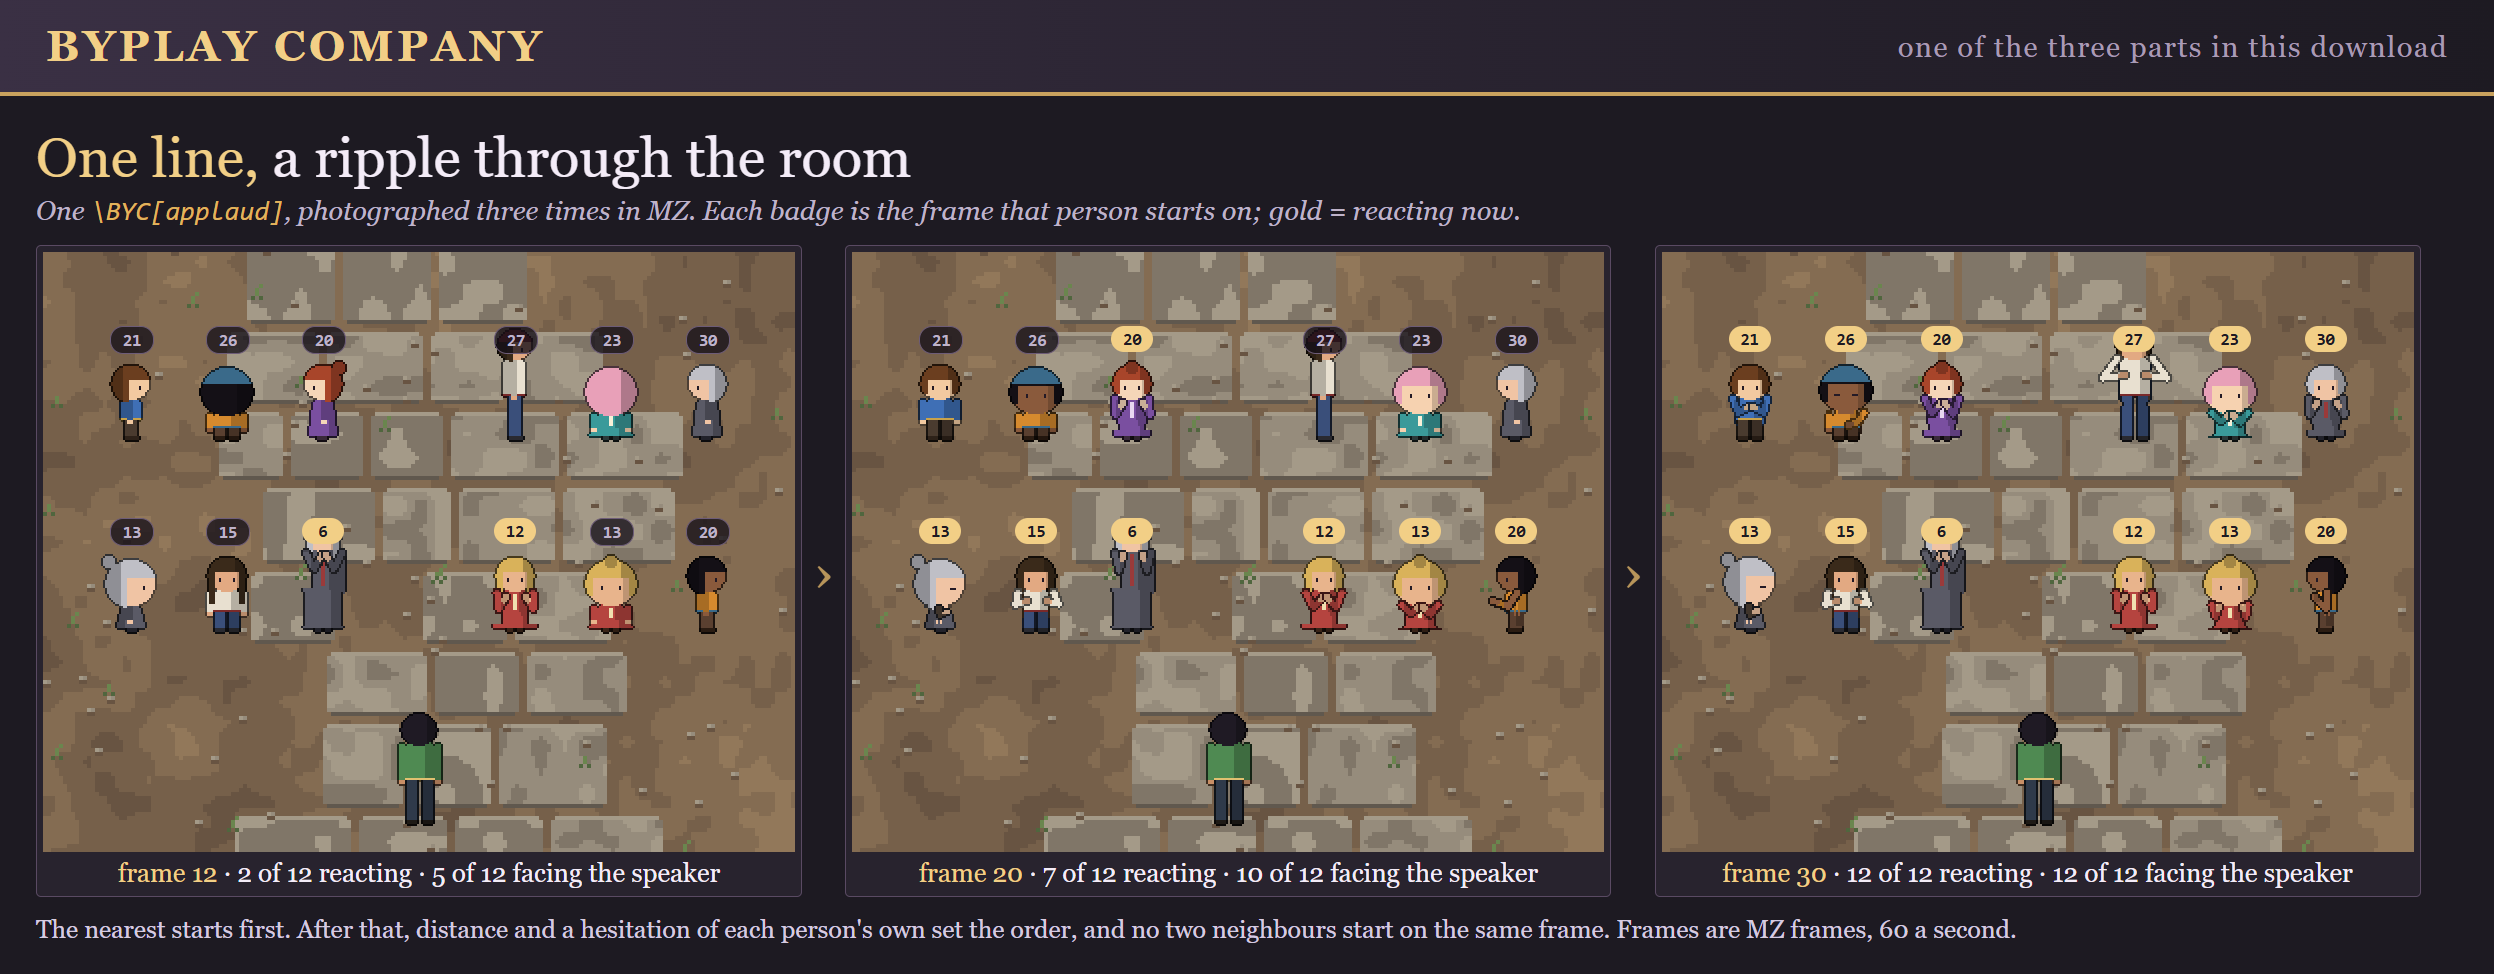 BYPLAY COMPANY
one of the three parts in this download
One line, a ripple through the room
One \BYC[applaud], photographed three times in MZ. Each badge is the frame that person starts on; gold = reacting now.
21 26 20 27 23 30
13 15 6 12 13 20
frame 12 · 2 of 12 reacting · 5 of 12 facing the speaker
›
21 26 20 27 23 30
13 15 6 12 13 20
frame 20 · 7 of 12 reacting · 10 of 12 facing the speaker
›
21 26 20 27 23 30
13 15 6 12 13 20
frame 30 · 12 of 12 reacting · 12 of 12 facing the speaker
The nearest starts first. After that, distance and a hesitation of each person's own set the order, and no two neighbours start on the same frame. Frames are MZ frames, 60 a second.